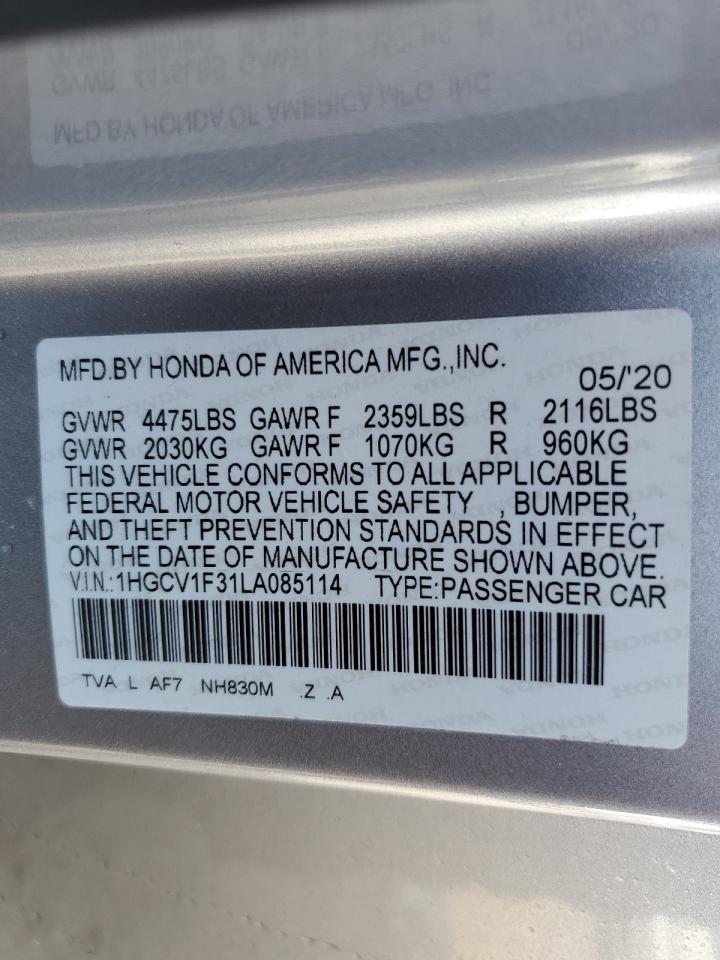 MFD.BY HONDA OF AMERICA MFG.,INC.
05/'20
GVWR 4475LBS GAWR F 2359LBS R 2116LBS
GVWR 2030KG GAWR F 1070KG R 960KG
THIS VEHICLE CONFORMS TO ALL APPLICABLE
FEDERAL MOTOR VEHICLE SAFETY , BUMPER,
AND THEFT PREVENTION STANDARDS IN EFFECT
ON THE DATE OF MANUFACTURE SHOWN ABOVE.
V.I.N.:1HGCV1F31LA085114 TYPE:PASSENGER CAR
TVA L AF7 NH830M .Z .A